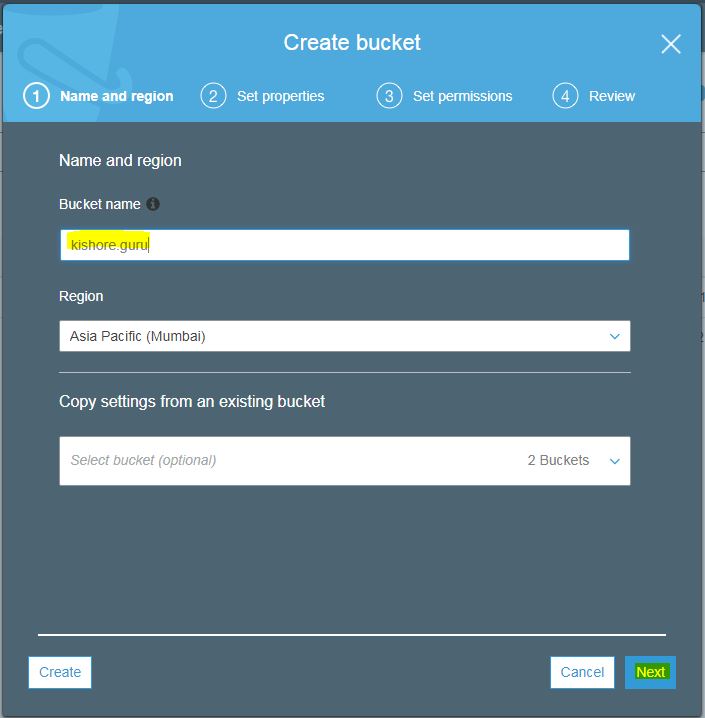 Create bucket
1 Name and region 2 Set properties 3 Set permissions 4 Review
Name and region
Bucket name i
kishore.guru
Region
Asia Pacific (Mumbai)
Copy settings from an existing bucket
Select bucket (optional) 2 Buckets
Create Cancel Next